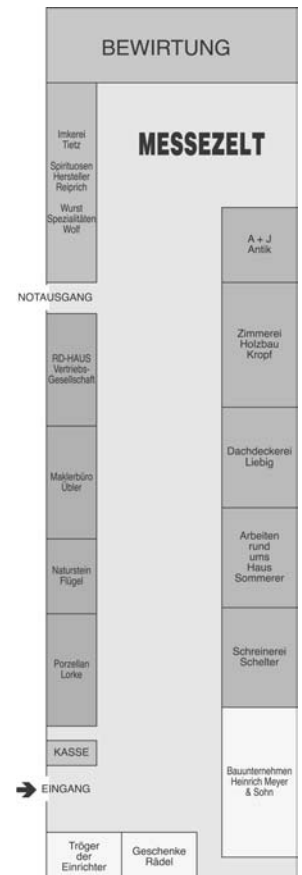 BEWIRTUNG
MESSEZELT
Imkerei
Tietz
Spirituosen
Hersteller
Reiprich
Wurst
Spezialitäten
Wolf
NOTAUSGANG
RD-HAUS
Vertriebs-
Gesellschaft
Maklerbüro
Übler
Naturstein
Flügel
Porzellan
Lorke
KASSE
EINGANG
Tröger
der
Einrichter
Geschenke
Rädel
A + J
Antik
Zimmerei
Holzbau
Kropf
Dachdeckerei
Liebig
Arbeiten
rund
ums
Haus
Sommerer
Schreinerei
Schelter
Bauunternehmen
Heinrich Meyer
& Sohn